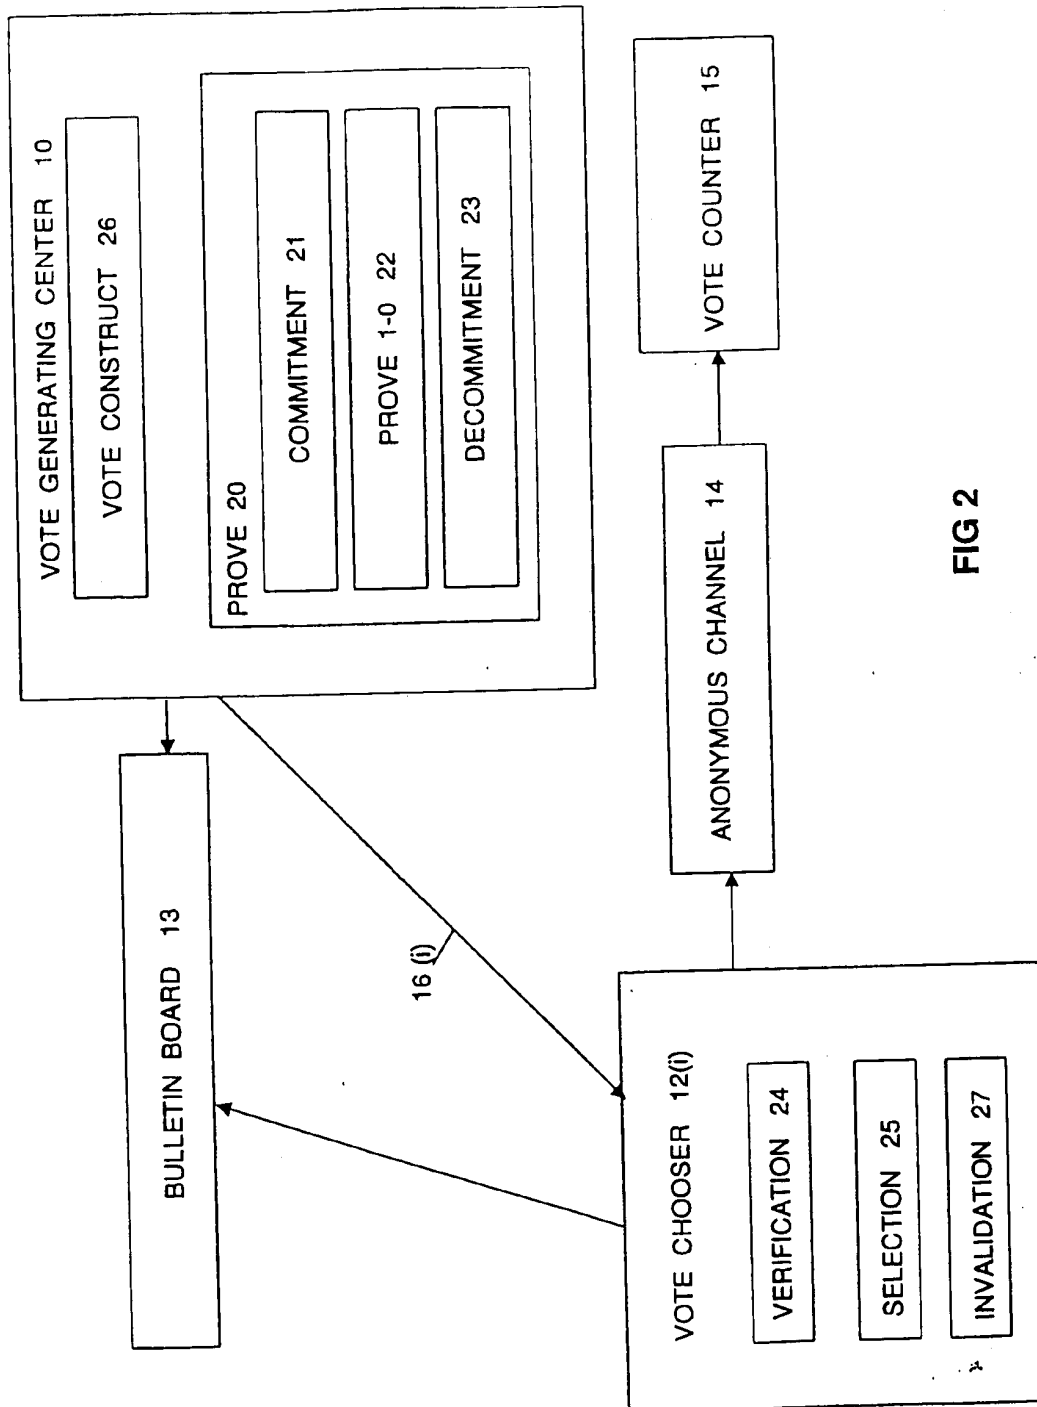 VOTE GENERATING CENTER 10
VOTE CONSTRUCT 26
PROVE 20
COMMITMENT 21
PROVE 1-0 22
DECOMMITMENT 23
BULLETIN BOARD 13
16 (i)
VOTE CHOOSER 12(i)
VERIFICATION 24
SELECTION 25
INVALIDATION 27
ANONYMOUS CHANNEL 14
VOTE COUNTER 15
FIG 2